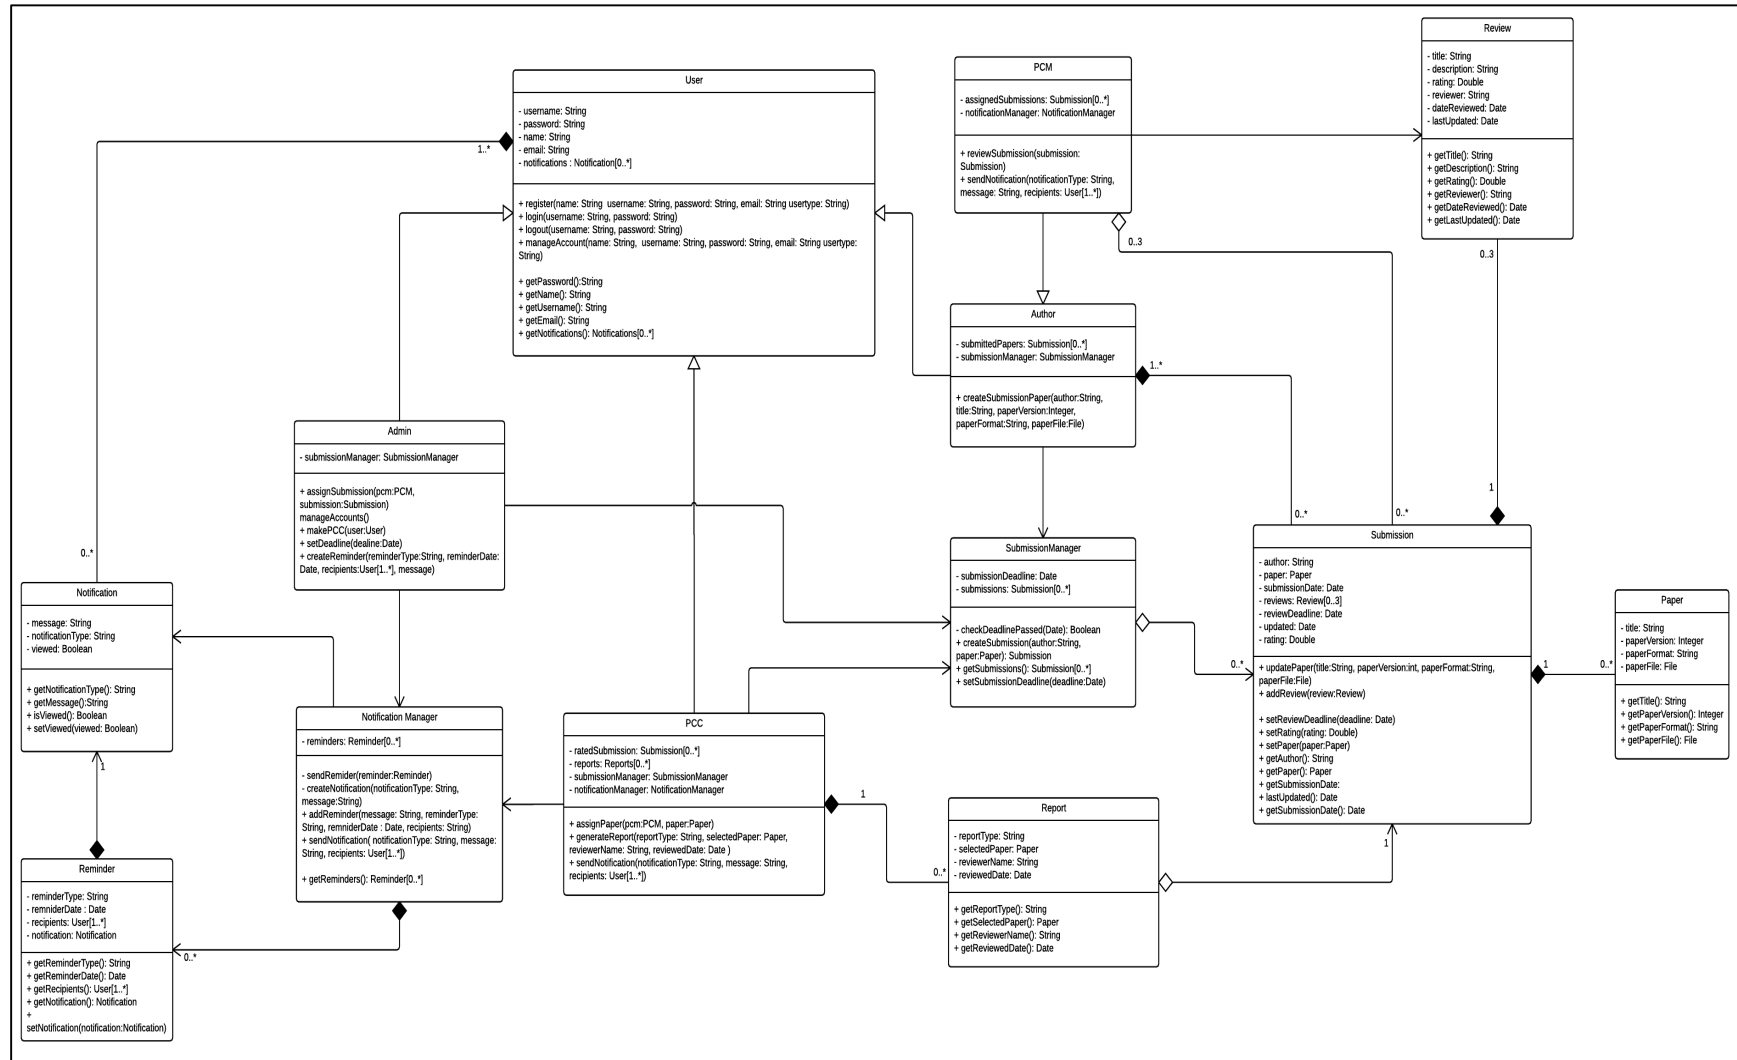 User
- username: String
- password: String
- name: String
- email: String
- notifications : Notification[0..*]
+ register(name: String  username: String, password: String, email: String usertype: String)
+ login(username: String, password: String)
+ logout(username: String, password: String)
+ manageAccount(name: String,  username: String, password: String, email: String usertype:
String)
+ getPassword():String
+ getName(): String
+ getUsername(): String
+ getEmail(): String
+ getNotifications(): Notifications[0..*]
1..*
PCM
- assignedSubmissions: Submission[0..*]
- notificationManager: NotificationManager
+ reviewSubmission(submission:
Submission)
+ sendNotification(notificationType: String,
message: String, recipients: User[1..*])
0..3
Review
- title: String
- description: String
- rating: Double
- reviewer: String
- dateReviewed: Date
- lastUpdated: Date
+ getTitle(): String
+ getDescription(): String
+ getRating(): Double
+ getReviewer(): String
+ getDateReviewed(): Date
+ getLastUpdated(): Date
0..3
Author
- submittedPapers: Submission[0..*]
- submissionManager: SubmissionManager
+ createSubmissionPaper(author:String,
title:String, paperVersion:Integer,
paperFormat:String, paperFile:File)
1..*
Admin
- submissionManager: SubmissionManager
+ assignSubmission(pcm:PCM,
submission:Submission)
manageAccounts()
+ makePCC(user:User)
+ setDeadline(dealine:Date)
+ createReminder(reminderType:String, reminderDate:
Date, recipients:User[1..*], message)
0..*
Notification
- message: String
- notificationType: String
- viewed: Boolean
+ getNotificationType(): String
+ getMessage():String
+ isViewed(): Boolean
+ setViewed(viewed: Boolean)
1
SubmissionManager
- submissionDeadline: Date
- submissions: Submission[0..*]
- checkDeadlinePassed(Date): Boolean
+ createSubmission(author:String,
paper:Paper): Submission
+ getSubmissions(): Submission[0..*]
+ setSubmissionDeadline(deadline:Date)
0..*
0..*
0..*
1
Submission
- author: String
- paper: Paper
- submissionDate: Date
- reviews: Review[0..3]
- reviewDeadline: Date
- updated: Date
- rating: Double
+ updatePaper(title:String, paperVersion:int, paperFormat:String,
paperFile:File)
+ addReview(review:Review)
+ setReviewDeadline(deadline: Date)
+ setRating(rating: Double)
+ setPaper(paper:Paper)
+ getAuthor(): String
+ getPaper(): Paper
+ getSubmissionDate:
+ lastUpdated(): Date
+ getSubmissionDate(): Date
1
0..*
Paper
- title: String
- paperVersion: Integer
- paperFormat: String
- paperFile: File
+ getTitle(): String
+ getPaperVersion(): Integer
+ getPaperFormat(): String
+ getPaperFile(): File
Notification Manager
- reminders: Reminder[0..*]
- sendRemider(reminder:Reminder)
- createNotification(notificationType: String,
message:String)
+ addReminder(message: String, reminderType:
String, remniderDate : Date, recipients: String)
+ sendNotification( notificationType: String, message:
String, recipients: User[1..*])
+ getReminders(): Reminder[0..*]
PCC
- ratedSubmission: Submission[0..*]
- reports: Reports[0..*]
- submissionManager: SubmissionManager
- notificationManager: NotificationManager
+ assignPaper(pcm:PCM, paper:Paper)
+ generateReport(reportType: String, selectedPaper: Paper,
reviewerName: String, reviewedDate: Date )
+ sendNotification(notificationType: String, message: String,
recipients: User[1..*])
1
0..*
Report
- reportType: String
- selectedPaper: Paper
- reviewerName: String
- reviewedDate: Date
+ getReportType(): String
+ getSelectedPaper(): Paper
+ getReviewerName(): String
+ getReviewedDate(): Date
1
Reminder
- reminderType: String
- remniderDate : Date
- recipients: User[1..*]
- notification: Notification
+ getReminderType(): String
+ getReminderDate(): Date
+ getRecipients(): User[1..*]
+ getNotification(): Notification
+
setNotification(notification:Notification)
0..*